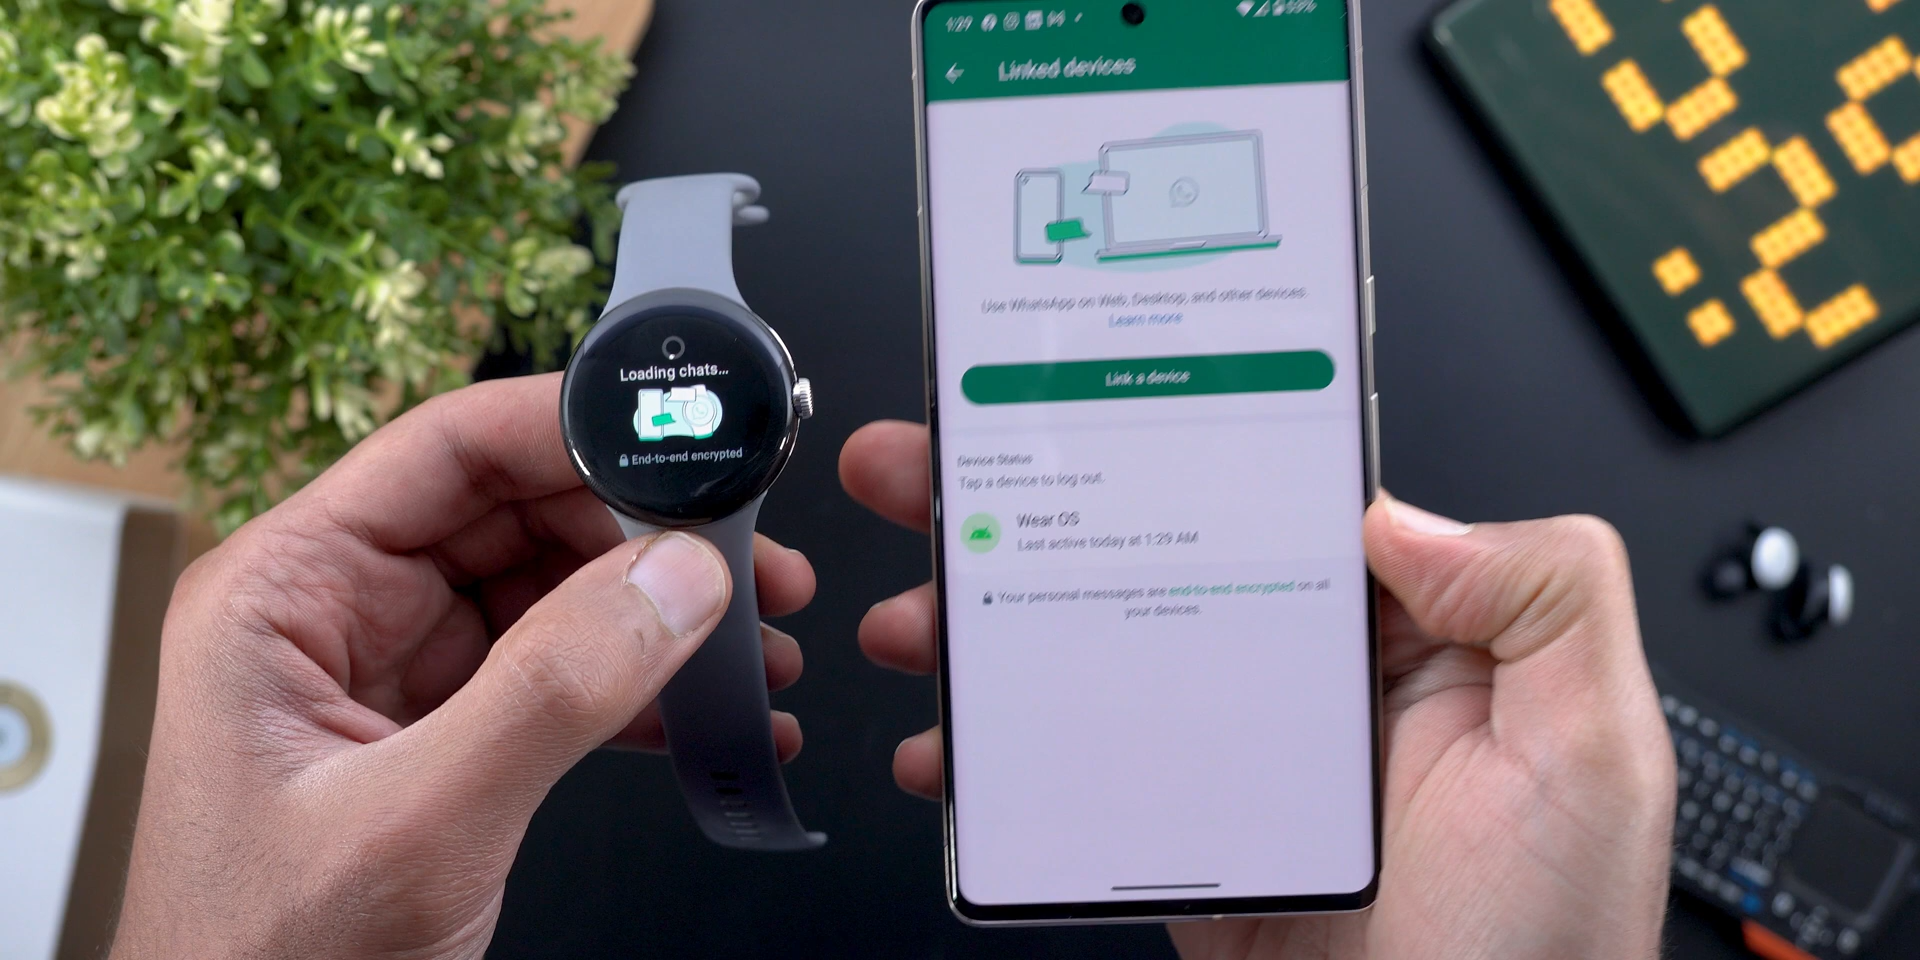 Loading chats...
End-to-end encrypted
1:29
Linked devices
Use WhatsApp on Web, Desktop, and other devices.
Learn more
Link a device
Device Status
Tap a device to log out.
Wear OS
Last active today at 1:29 AM
Your personal messages are end-to-end encrypted on all
your devices.